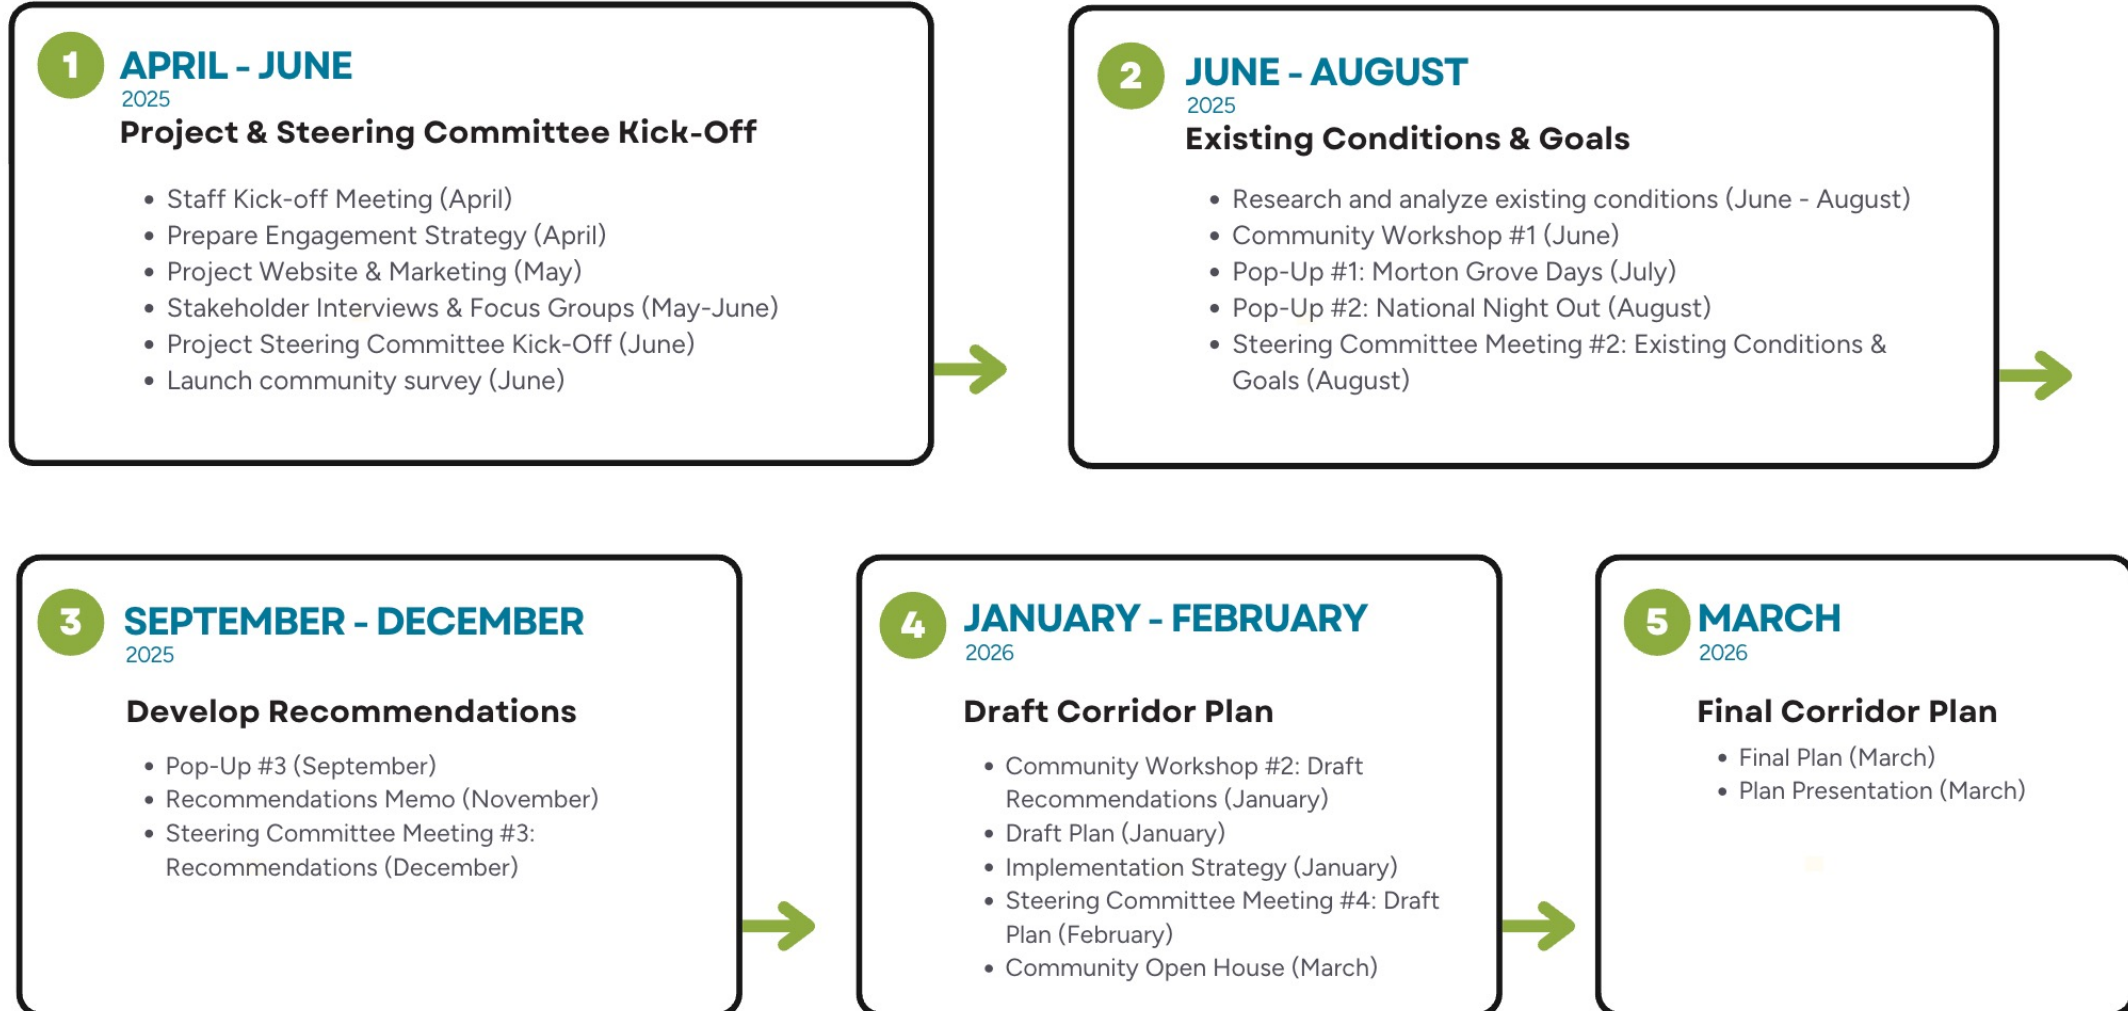 1
APRIL - JUNE
2025
Project & Steering Committee Kick-Off
• Staff Kick-off Meeting (April)
• Prepare Engagement Strategy (April)
• Project Website & Marketing (May)
• Stakeholder Interviews & Focus Groups (May-June)
• Project Steering Committee Kick-Off (June)
• Launch community survey (June)
2
JUNE - AUGUST
2025
Existing Conditions & Goals
• Research and analyze existing conditions (June - August)
• Community Workshop #1 (June)
• Pop-Up #1: Morton Grove Days (July)
• Pop-Up #2: National Night Out (August)
• Steering Committee Meeting #2: Existing Conditions &
Goals (August)
3
SEPTEMBER - DECEMBER
2025
Develop Recommendations
• Pop-Up #3 (September)
• Recommendations Memo (November)
• Steering Committee Meeting #3:
Recommendations (December)
4
JANUARY - FEBRUARY
2026
Draft Corridor Plan
• Community Workshop #2: Draft
Recommendations (January)
• Draft Plan (January)
• Implementation Strategy (January)
• Steering Committee Meeting #4: Draft
Plan (February)
• Community Open House (March)
5
MARCH
2026
Final Corridor Plan
• Final Plan (March)
• Plan Presentation (March)